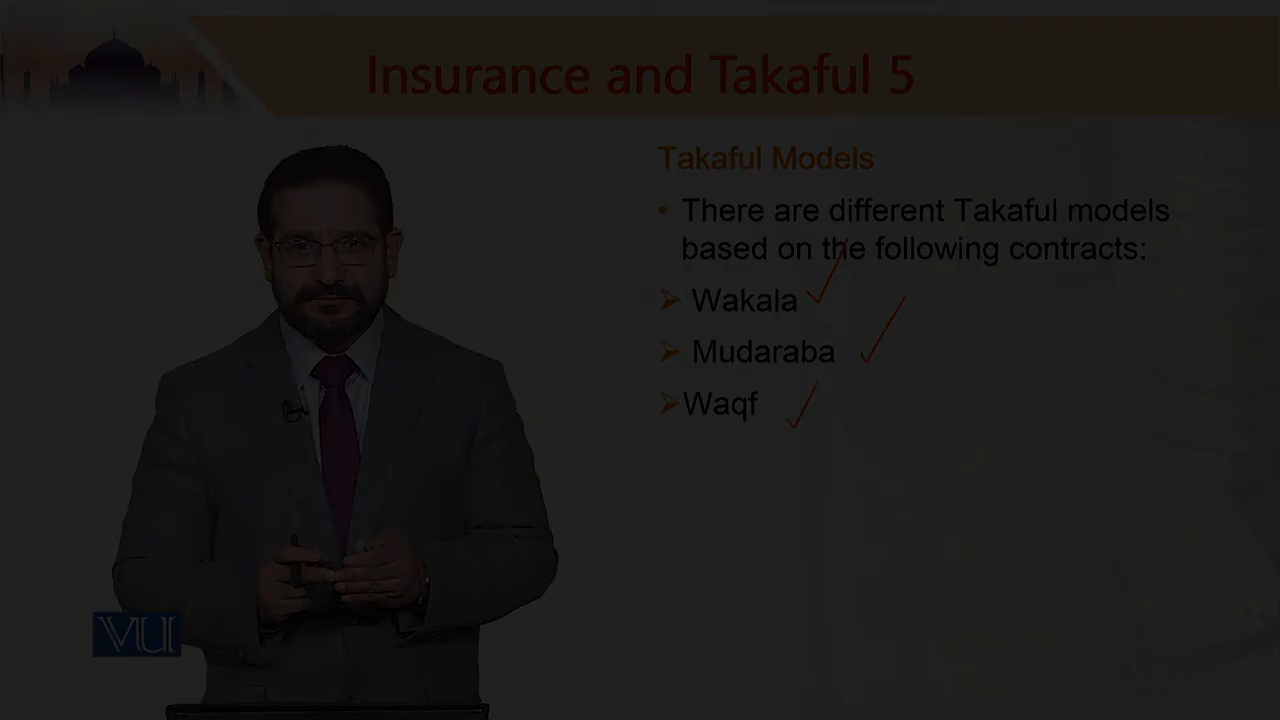 Insurance and Takaful 5
Takaful Models
• There are different Takaful models
based on the following contracts:
Wakala
Mudaraba
Waqf
VU